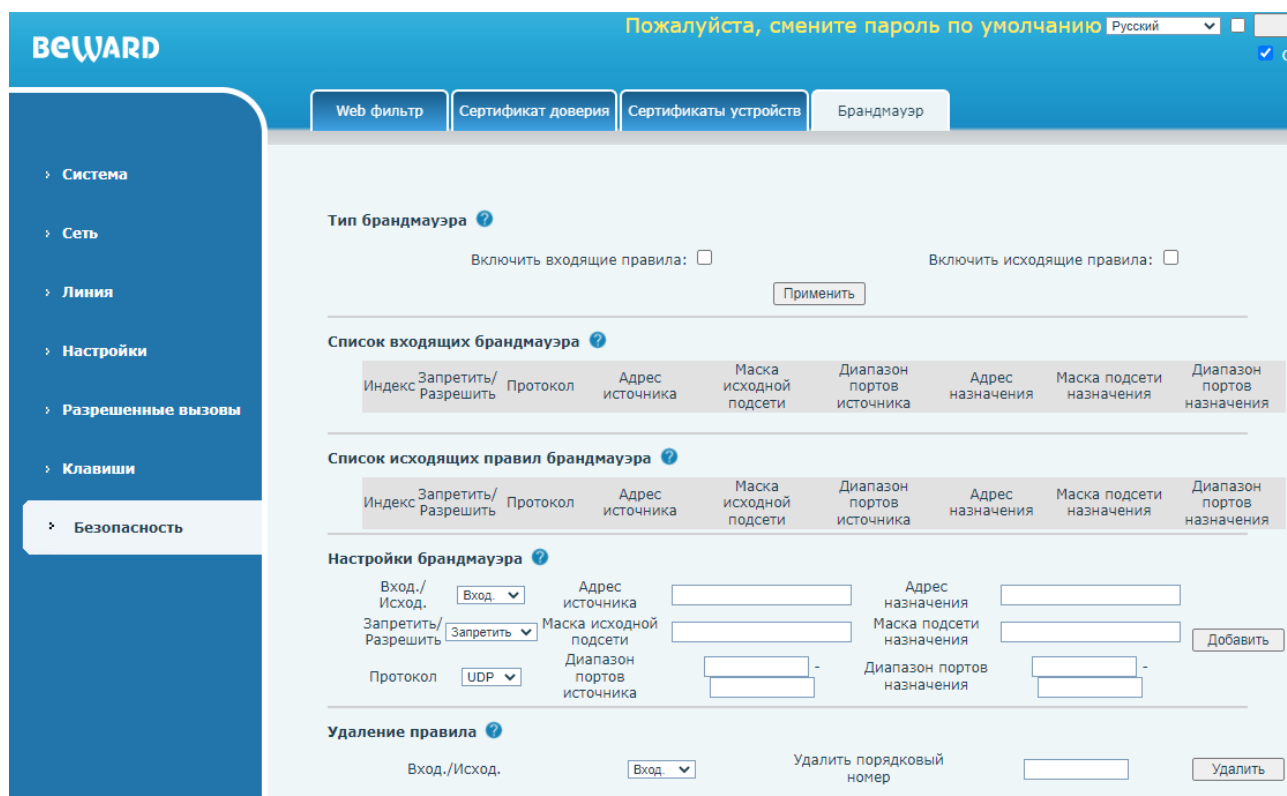 Пожалуйста, смените пароль по умолчанию Русский
BEWARD
Web фильтр Сертификат доверия Сертификаты устройств Брандмауэр
Система
Сеть
Линия
Настройки
Разрешенные вызовы
Клавиши
Безопасность
Тип брандмауэра ?
Включить входящие правила: Включить исходящие правила:
Применить
Список входящих брандмауэра ?
Индекс Запретить/Разрешить Протокол Адрес источника Маска исходной подсети Диапазон портов источника Адрес назначения Маска подсети назначения Диапазон портов назначения
Список исходящих правил брандмауэра ?
Индекс Запретить/Разрешить Протокол Адрес источника Маска исходной подсети Диапазон портов источника Адрес назначения Маска подсети назначения Диапазон портов назначения
Настройки брандмауэра ?
Вход./Исход. Вход. Адрес источника Адрес назначения
Запретить/Разрешить Запретить Маска исходной подсети Маска подсети назначения Добавить
Протокол UDP Диапазон портов источника - Диапазон портов назначения -
Удаление правила ?
Вход./Исход. Вход. Удалить порядковый номер Удалить